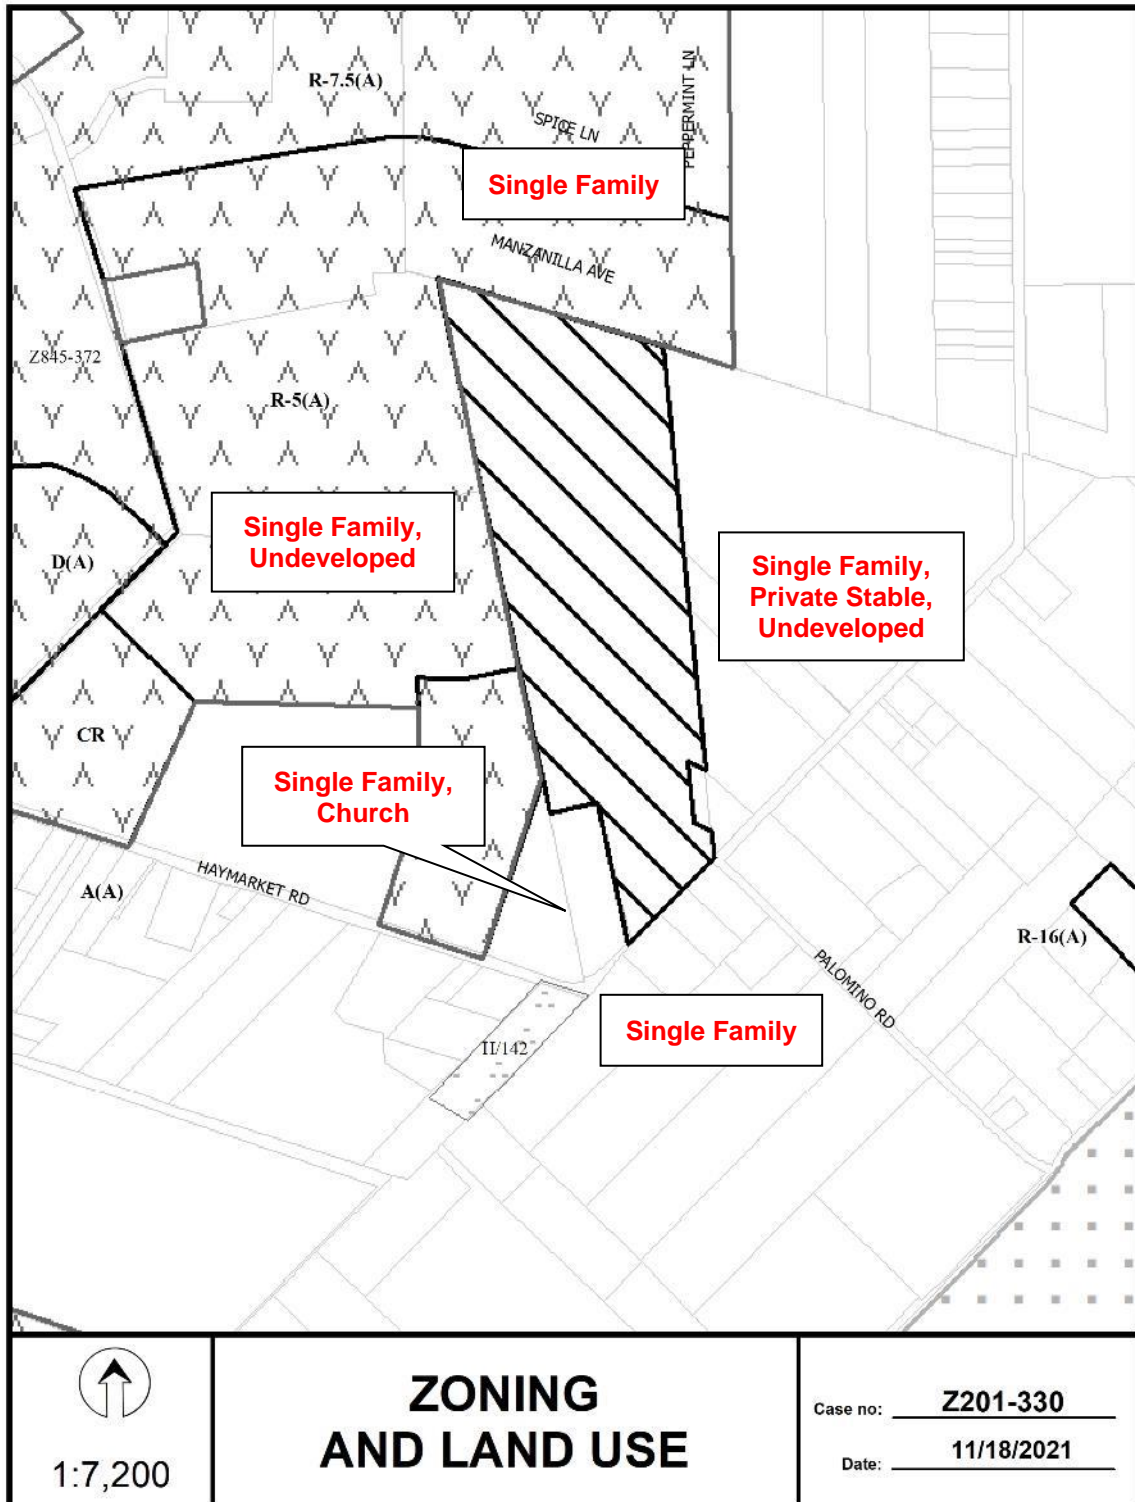 R-7.5(A)
SPICE LN
PEPPERMINT LN
Single Family
MANZANILLA AVE
Z845-372
R-5(A)
Single Family,
Undeveloped
D(A)
Single Family,
Private Stable,
Undeveloped
CR
Single Family,
Church
HAYMARKET RD
A(A)
R-16(A)
PALOMINO RD
Single Family
II/142
1:7,200
ZONING
AND LAND USE
Case no: Z201-330
Date: 11/18/2021